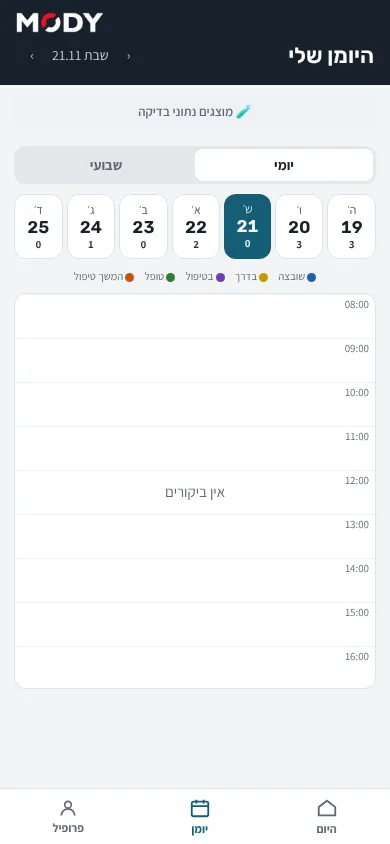 MODY
היומן שלי
‹ שבת 21.11 ›
🧪 מוצגים נתוני בדיקה
יומי שבועי
ה׳ ו׳ ש׳ א׳ ב׳ ג׳ ד׳
19 20 21 22 23 24 25
3 3 0 2 0 1 0
שובצה בדרך בטיפול טופל המשך טיפול
08:00
09:00
10:00
11:00
12:00
אין ביקורים
13:00
14:00
15:00
16:00
היום יומן פרופיל